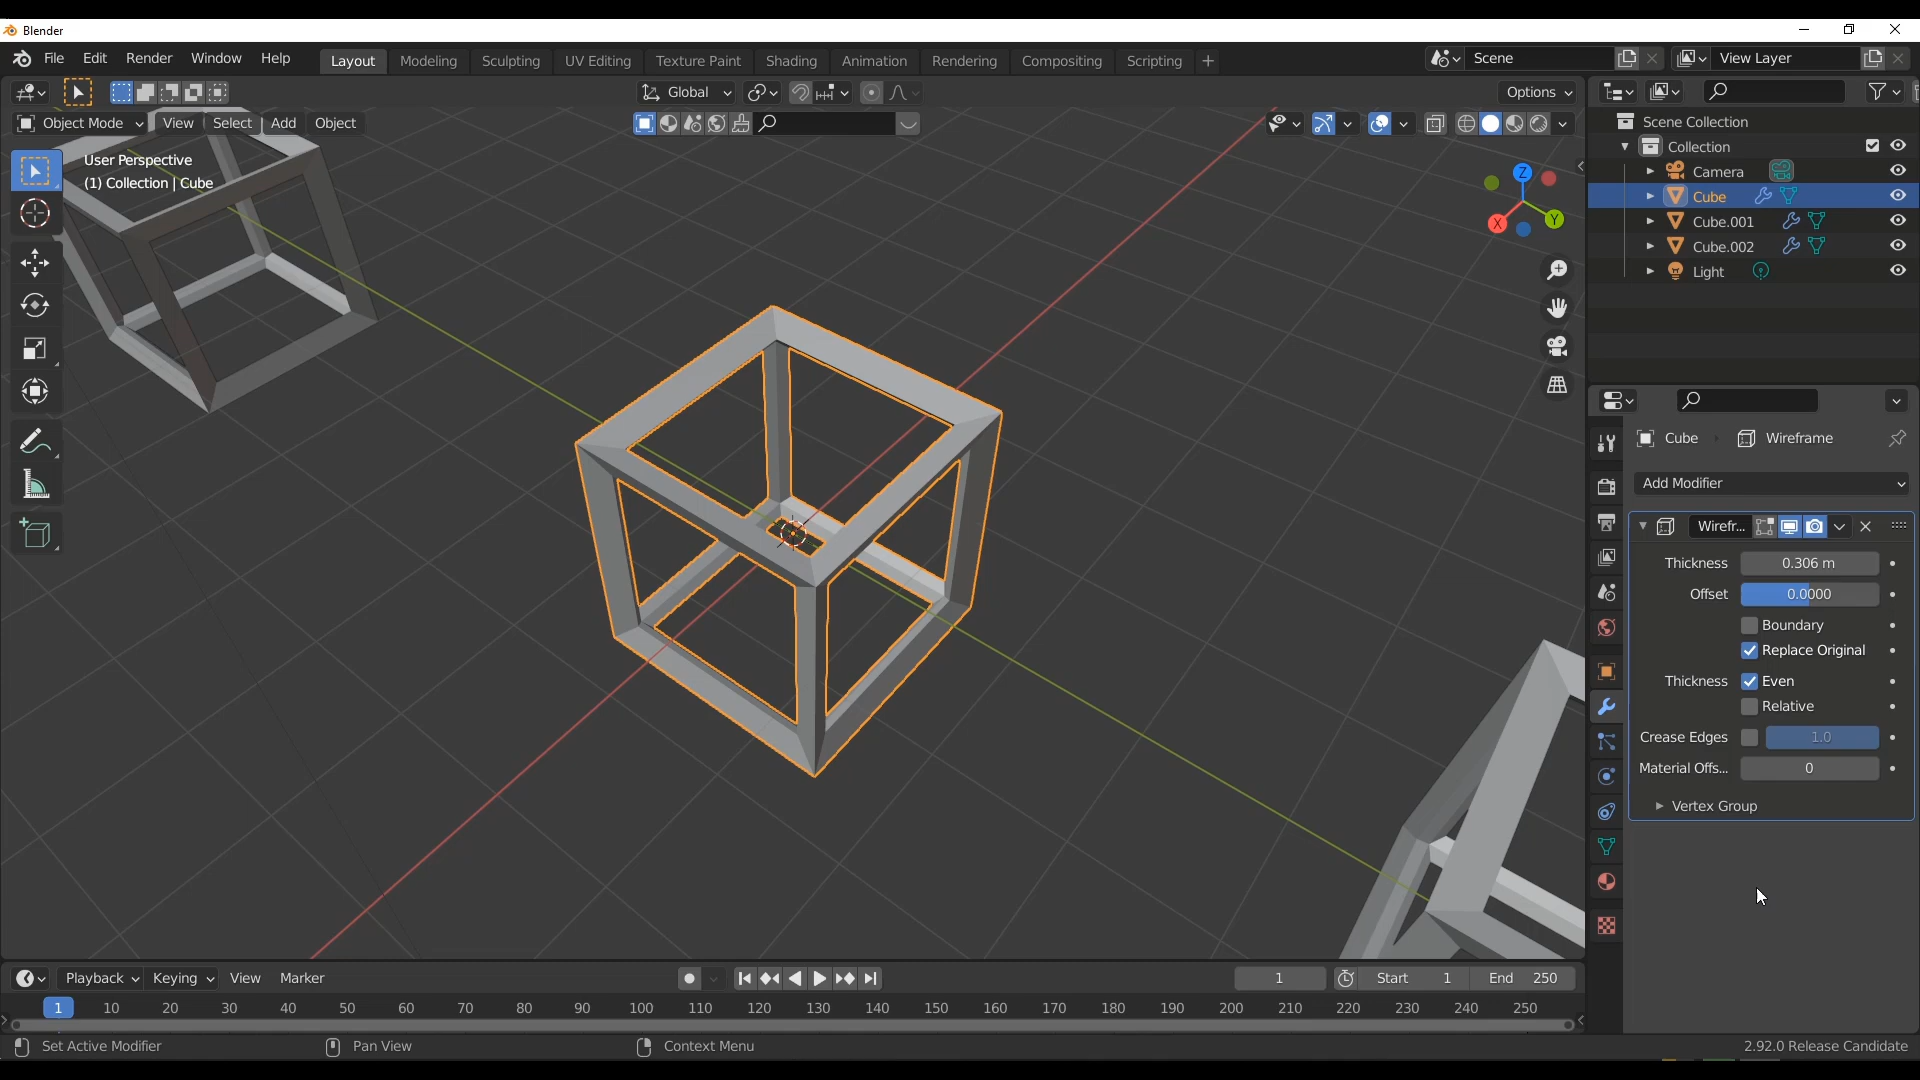 Blender
File Edit Render Window Help Layout Modeling Sculpting UV Editing Texture Paint Shading Animation Rendering Compositing Scripting + Scene View Layer
Global Options
Object Mode View Select Add Object
User Perspective
(1) Collection | Cube
Z
X
Y
Scene Collection
Collection
Camera
Cube
Cube.001
Cube.002
Light
Cube Wireframe
Add Modifier
Wirefr...
Thickness 0.306 m
Offset 0.0000
Boundary
Replace Original
Thickness Even
Relative
Crease Edges 1.0
Material Offs... 0
Vertex Group
Playback Keying View Marker 1 Start 1 End 250
1 10 20 30 40 50 60 70 80 90 100 110 120 130 140 150 160 170 180 190 200 210 220 230 240 250
Set Active Modifier Pan View Context Menu 2.92.0 Release Candidate